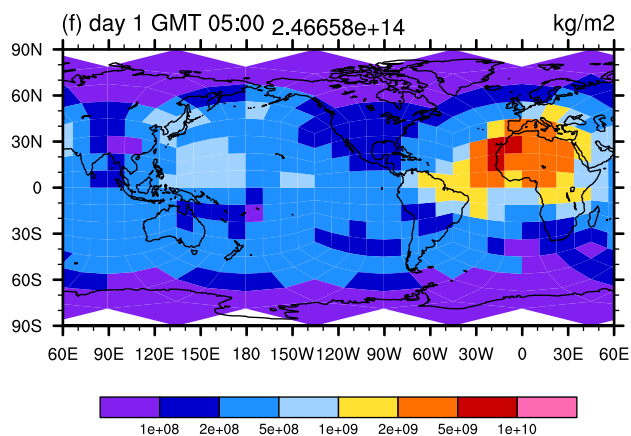 (f) day 1 GMT 05:00 2.46658e+14 kg/m2
90N
60N
30N
0
30S
60S
90S
60E 90E 120E 150E 180 150W 120W 90W 60W 30W 0 30E 60E
1e+08 2e+08 5e+08 1e+09 2e+09 5e+09 1e+10